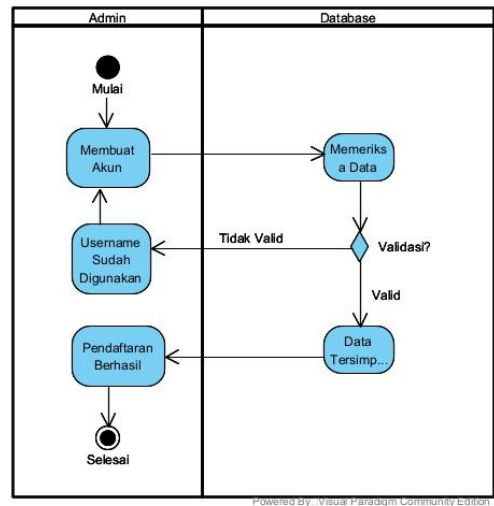 Admin
Database
Mulai
Membuat
Akun
Memeriks
a Data
Username
Sudah
Digunakan
Tidak Valid
Validasi?
Valid
Pendaftaran
Berhasil
Data
Tersimp...
Selesai
Powered By: Visual Paradigm Community Edition